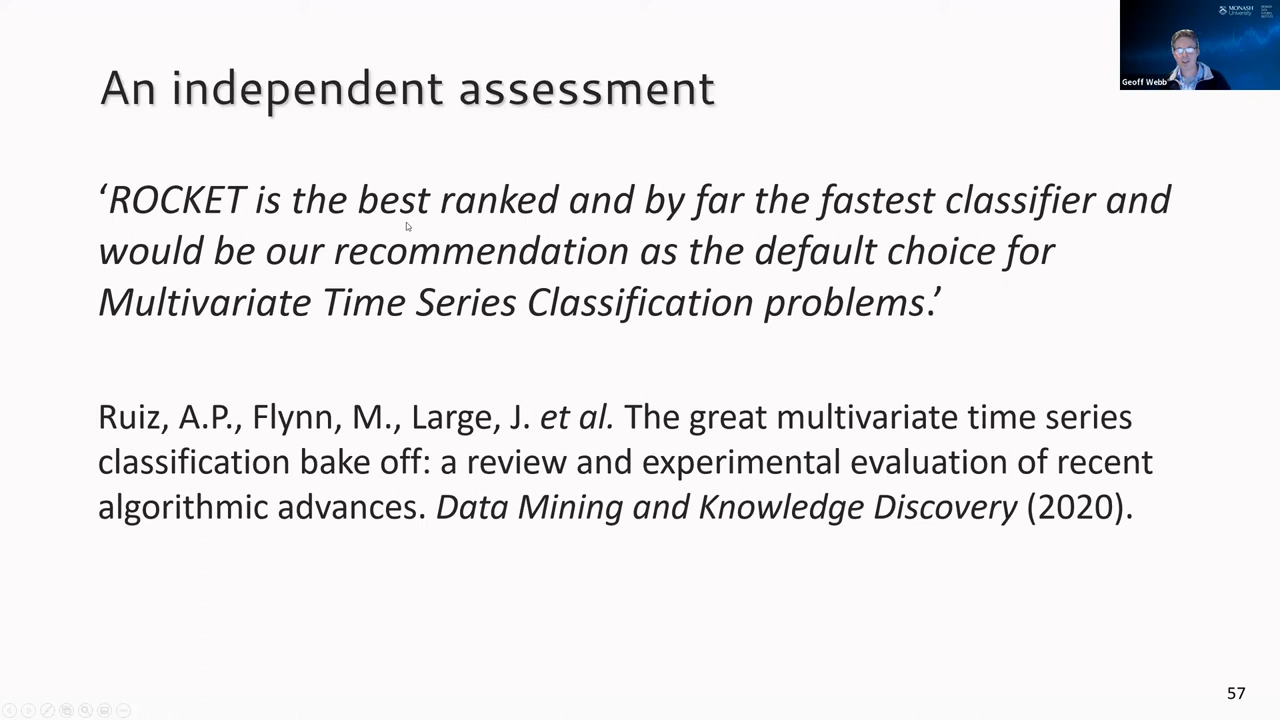 MONASH
University
Geoff Webb
An independent assessment
‘ROCKET is the best ranked and by far the fastest classifier and
would be our recommendation as the default choice for
Multivariate Time Series Classification problems.’
Ruiz, A.P., Flynn, M., Large, J. et al. The great multivariate time series
classification bake off: a review and experimental evaluation of recent
algorithmic advances. Data Mining and Knowledge Discovery (2020).
57